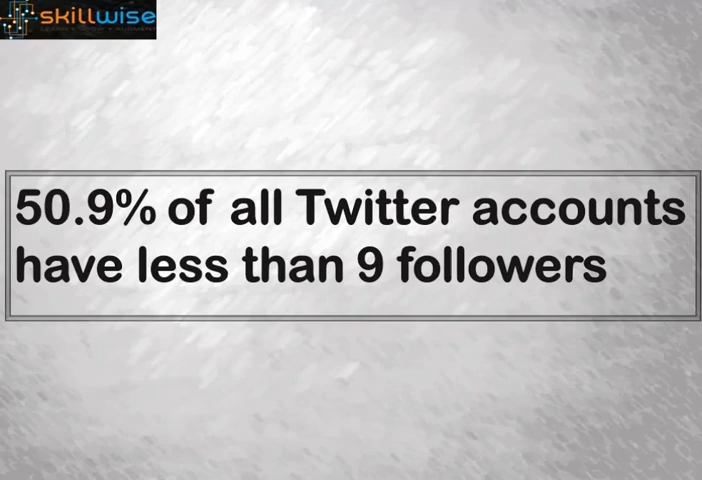 skillwise
50.9% of all Twitter accounts
have less than 9 followers